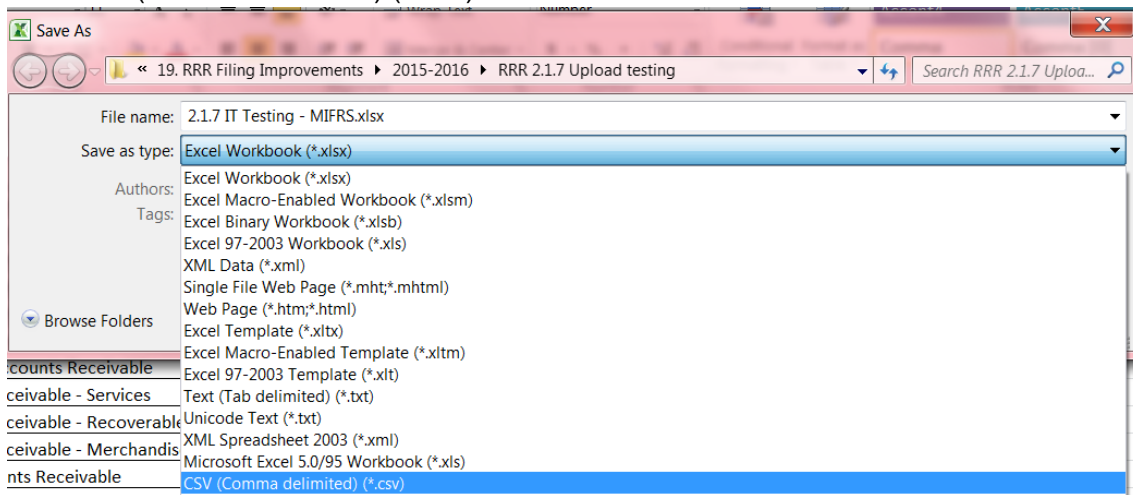 Save As
« 19. RRR Filing Improvements ▸ 2015-2016 ▸ RRR 2.1.7 Upload testing
Search RRR 2.1.7 Uploa...
File name: 2.1.7 IT Testing - MIFRS.xlsx
Save as type: Excel Workbook (*.xlsx)
Authors:
Tags:
Excel Workbook (*.xlsx)
Excel Macro-Enabled Workbook (*.xlsm)
Excel Binary Workbook (*.xlsb)
Excel 97-2003 Workbook (*.xls)
XML Data (*.xml)
Single File Web Page (*.mht;*.mhtml)
Web Page (*.htm;*.html)
Excel Template (*.xltx)
Excel Macro-Enabled Template (*.xltm)
Excel 97-2003 Template (*.xlt)
Text (Tab delimited) (*.txt)
Unicode Text (*.txt)
XML Spreadsheet 2003 (*.xml)
Microsoft Excel 5.0/95 Workbook (*.xls)
CSV (Comma delimited) (*.csv)
Browse Folders
ccounts Receivable
ceivable - Services
ceivable - Recoverable
ceivable - Merchandis
nts Receivable